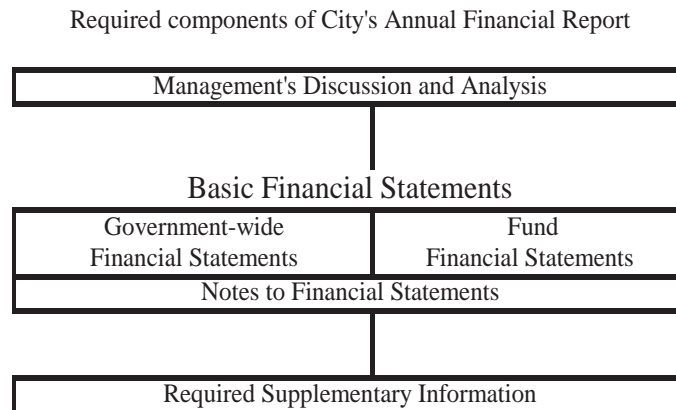 Required components of City's Annual Financial Report
Management's Discussion and Analysis
Basic Financial Statements
Government-wide
Financial Statements
Fund
Financial Statements
Notes to Financial Statements
Required Supplementary Information